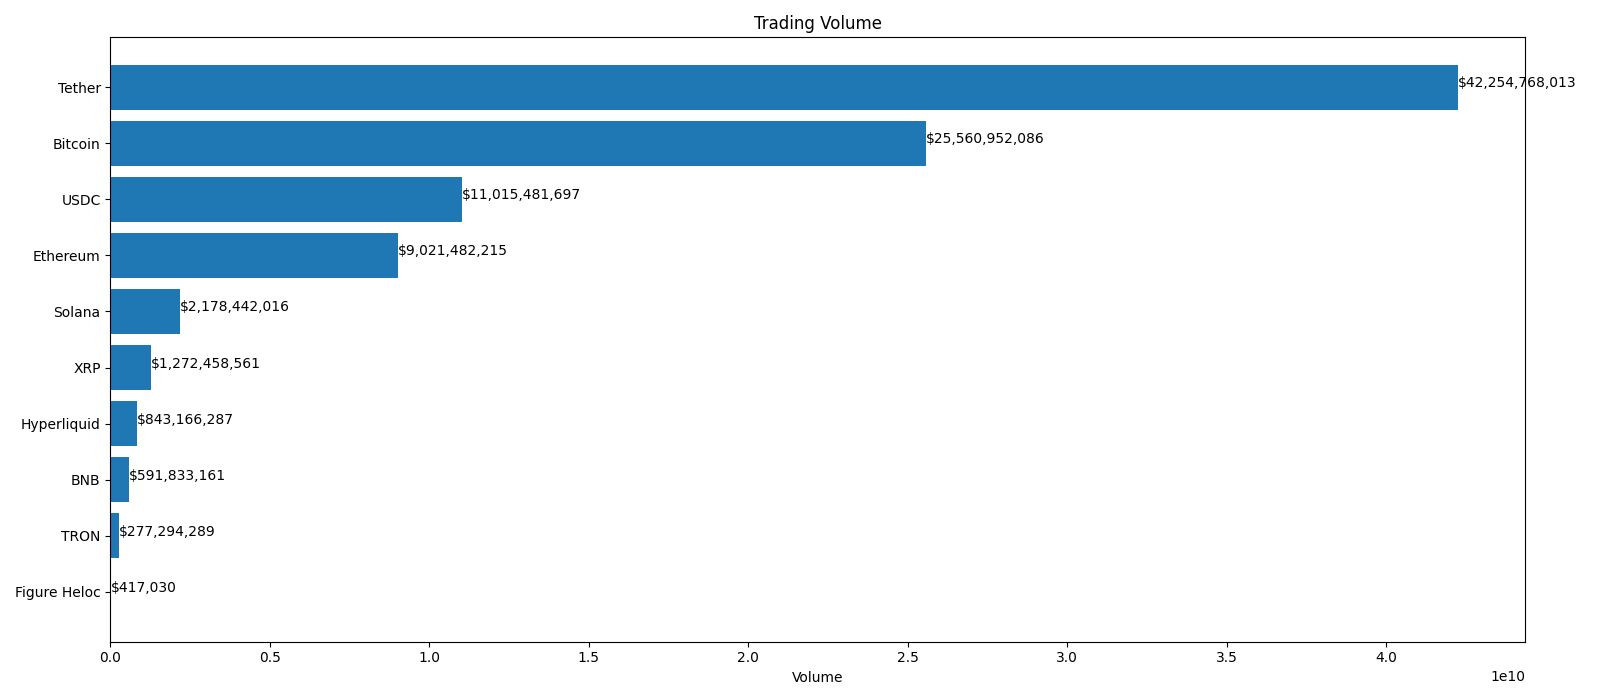 Trading Volume
Tether $42,254,768,013
Bitcoin $25,560,952,086
USDC $11,015,481,697
Ethereum $9,021,482,215
Solana $2,178,442,016
XRP $1,272,458,561
Hyperliquid $843,166,287
BNB $591,833,161
TRON $277,294,289
Figure Heloc $417,030
0.0 0.5 1.0 1.5 2.0 2.5 3.0 3.5 4.0
Volume 1e10